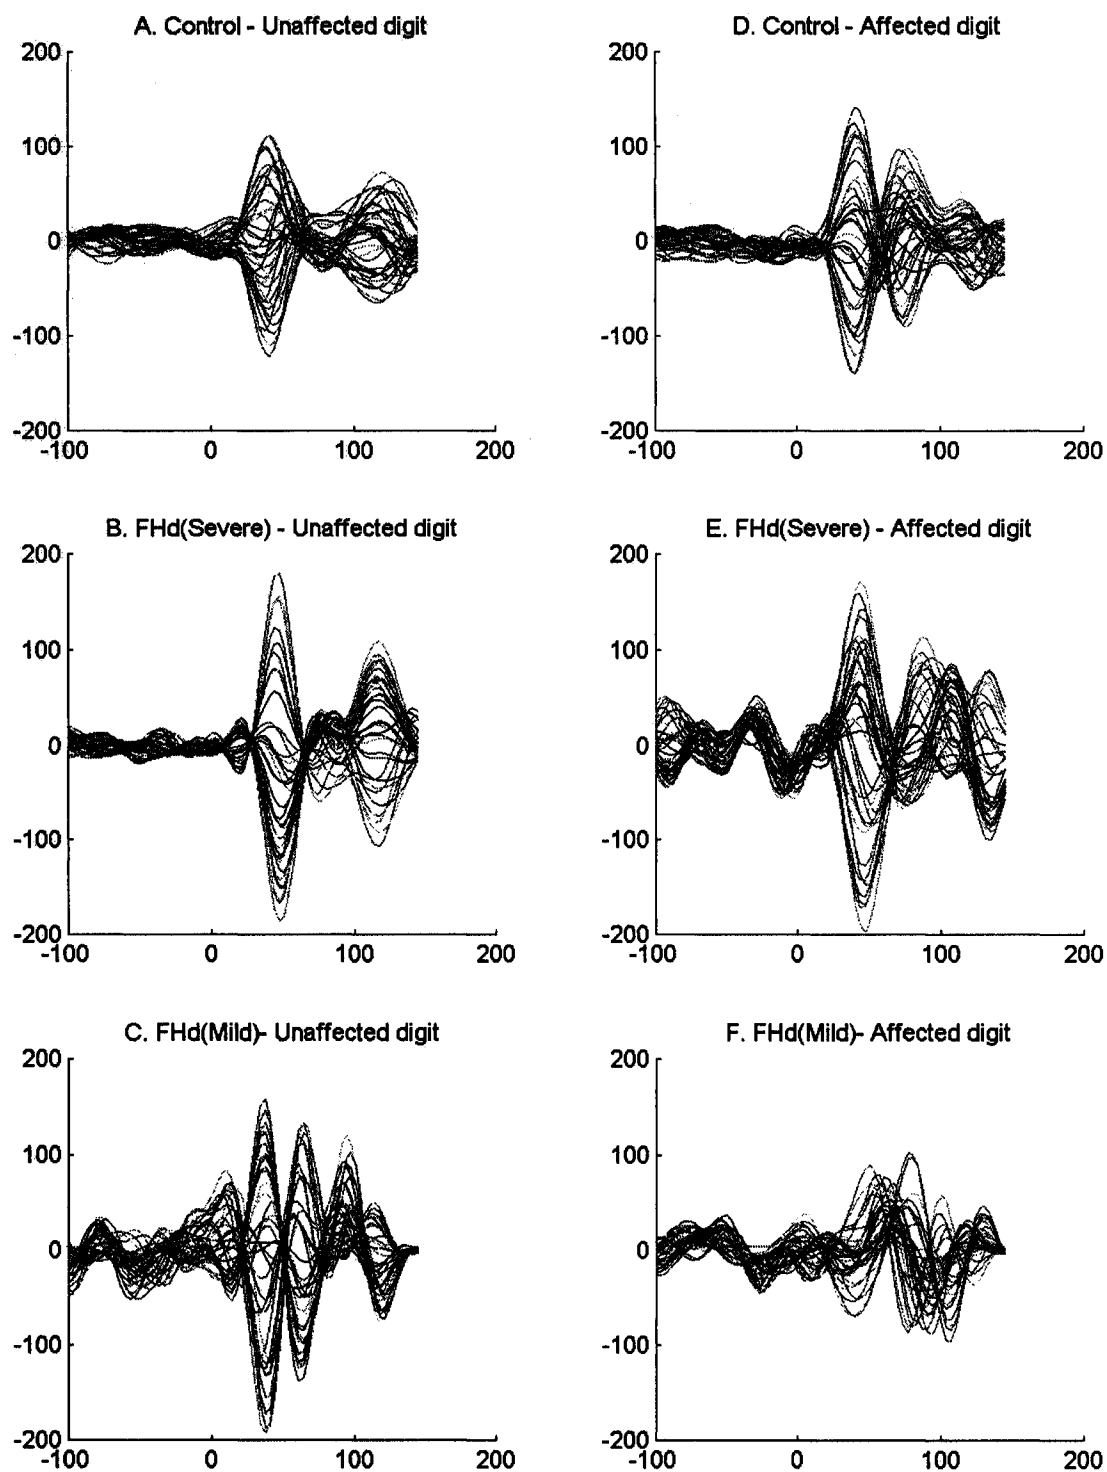 A. Control - Unaffected digit
200
100
0
-100
-200
-100 0 100 200
D. Control - Affected digit
200
100
0
-100
-200
-100 0 100 200
B. FHd(Severe) - Unaffected digit
200
100
0
-100
-200
-100 0 100 200
E. FHd(Severe) - Affected digit
200
100
0
-100
-200
-100 0 100 200
C. FHd(Mild)- Unaffected digit
200
100
0
-100
-200
-100 0 100 200
F. FHd(Mild)- Affected digit
200
100
0
-100
-200
-100 0 100 200